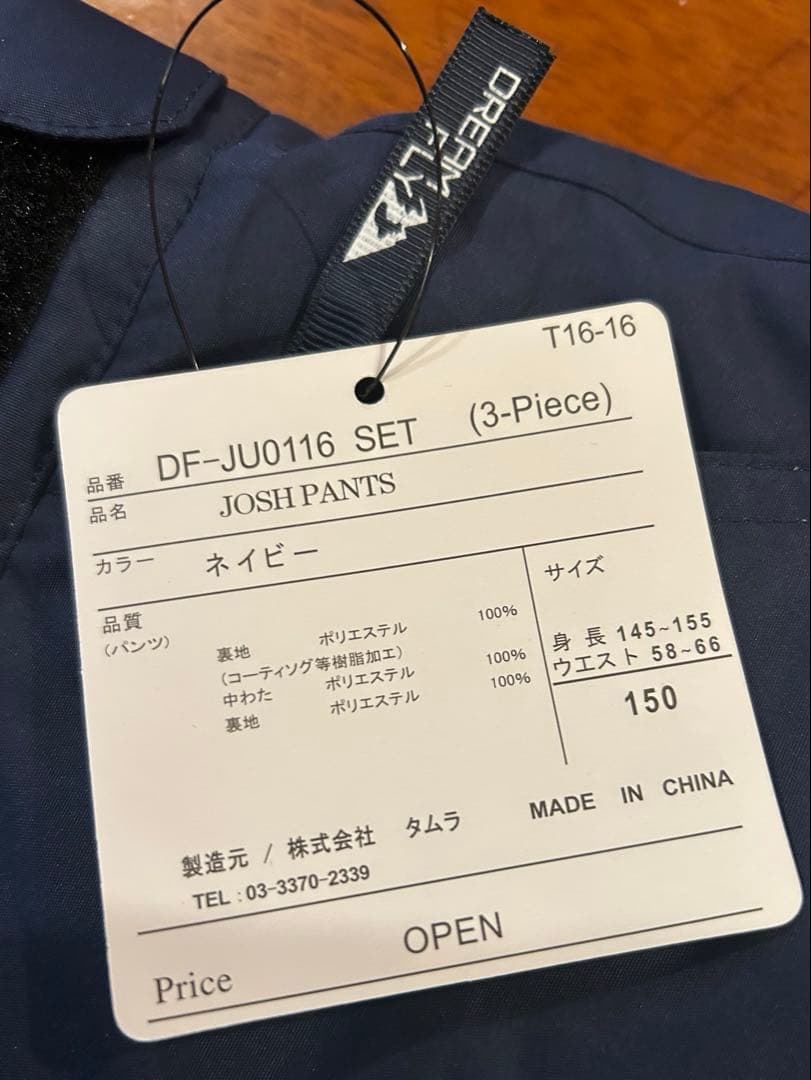 DREAM
FLY
T16-16
品番 DF-JU0116 SET (3-Piece)
品名 JOSH PANTS
カラー ネイビー
品質
(パンツ)
裏地 ポリエステル 100%
(コーティング等樹脂加工)
中わた ポリエステル 100%
裏地 ポリエステル 100%
サイズ
身長 145~155
ウエスト 58~66
150
MADE IN CHINA
製造元 / 株式会社 タムラ
TEL : 03-3370-2339
OPEN
Price